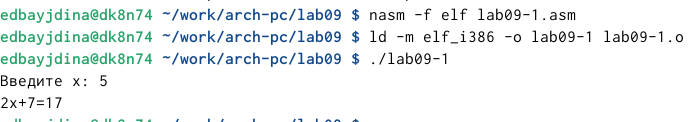 edbayjdina@dk8n74 ~/work/arch-pc/lab09 $ nasm -f elf lab09-1.asm
edbayjdina@dk8n74 ~/work/arch-pc/lab09 $ ld -m elf_i386 -o lab09-1 lab09-1.o
edbayjdina@dk8n74 ~/work/arch-pc/lab09 $ ./lab09-1
Введите x: 5
2x+7=17